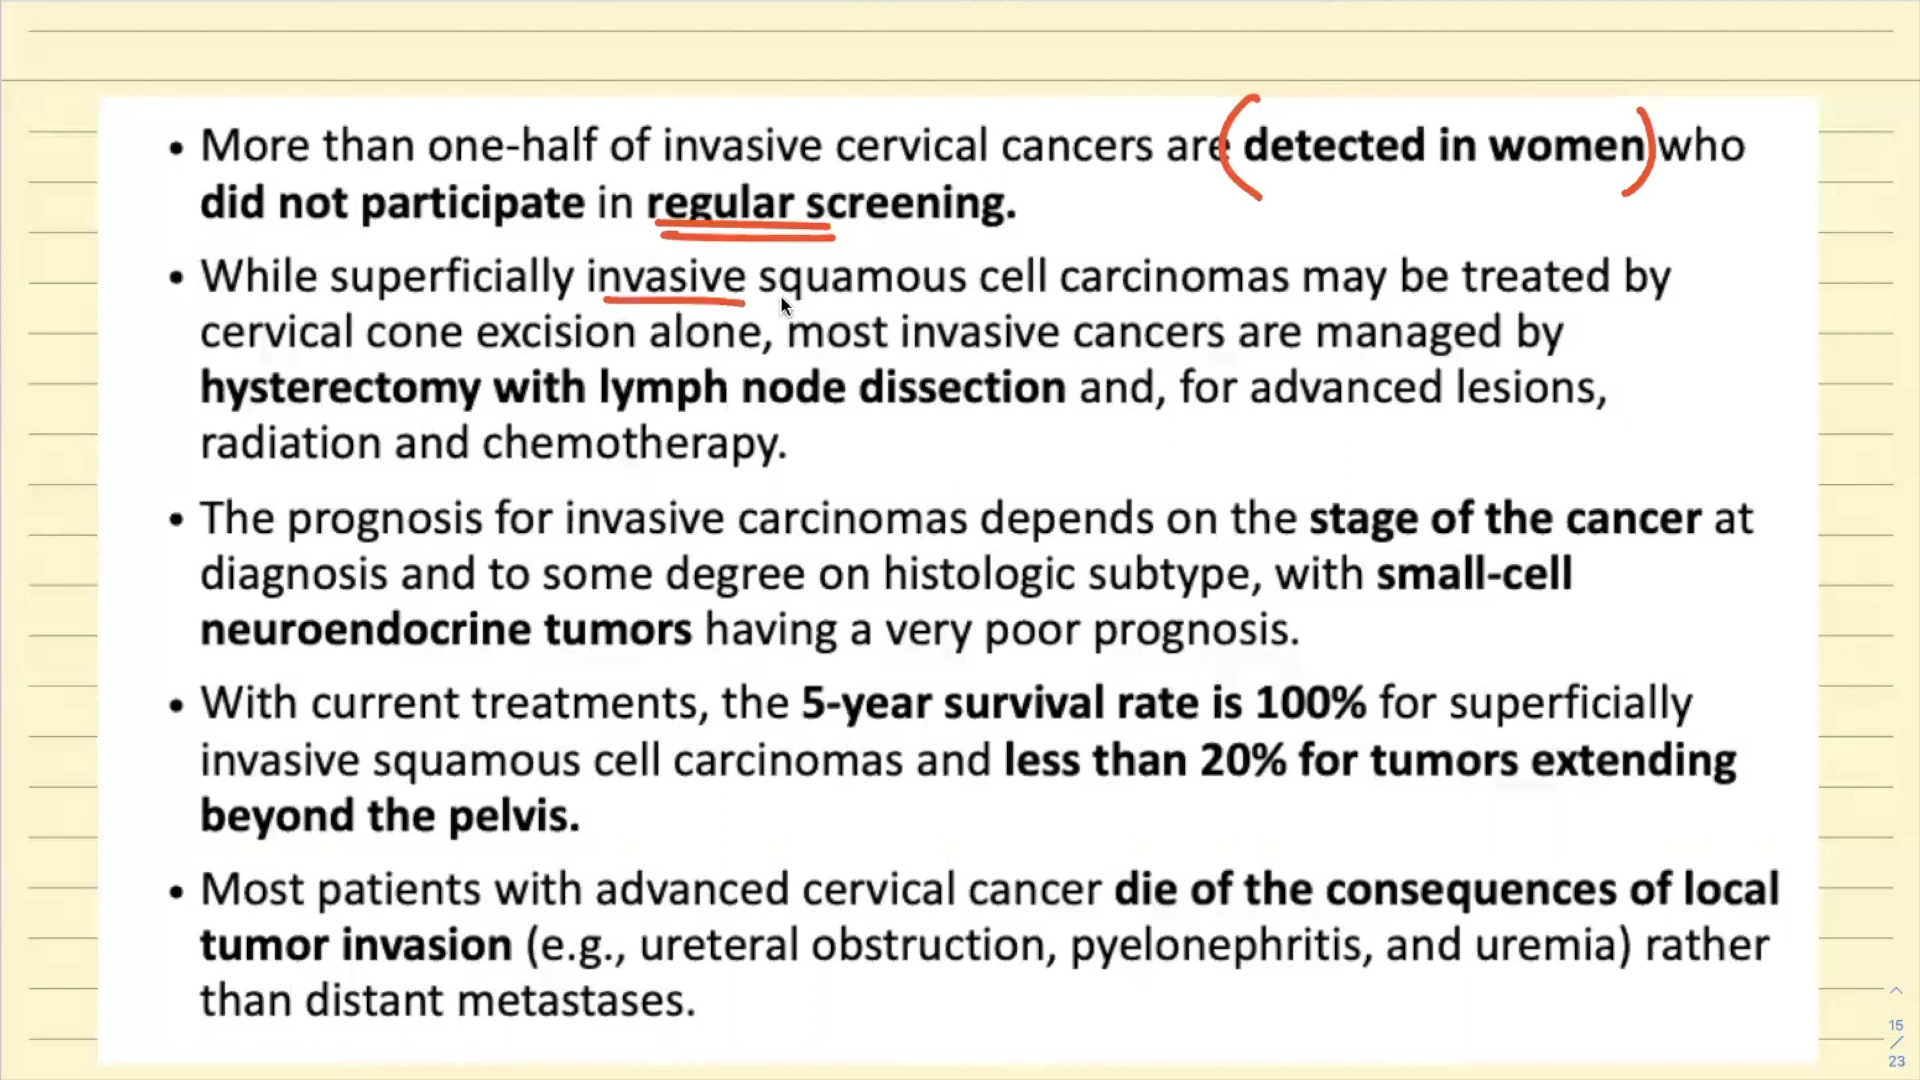 • More than one-half of invasive cervical cancers are detected in women who
did not participate in regular screening.
• While superficially invasive squamous cell carcinomas may be treated by
cervical cone excision alone, most invasive cancers are managed by
hysterectomy with lymph node dissection and, for advanced lesions,
radiation and chemotherapy.
• The prognosis for invasive carcinomas depends on the stage of the cancer at
diagnosis and to some degree on histologic subtype, with small-cell
neuroendocrine tumors having a very poor prognosis.
• With current treatments, the 5-year survival rate is 100% for superficially
invasive squamous cell carcinomas and less than 20% for tumors extending
beyond the pelvis.
• Most patients with advanced cervical cancer die of the consequences of local
tumor invasion (e.g., ureteral obstruction, pyelonephritis, and uremia) rather
than distant metastases.
15
/
23